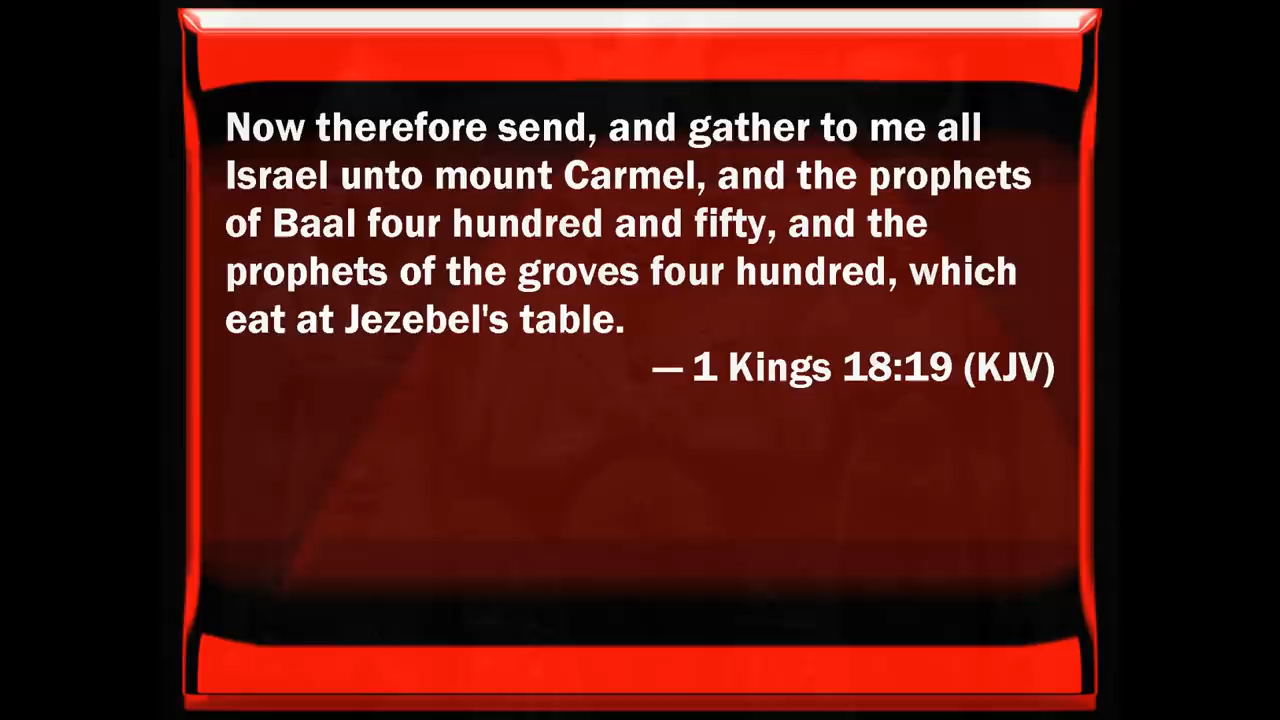 Now therefore send, and gather to me all
Israel unto mount Carmel, and the prophets
of Baal four hundred and fifty, and the
prophets of the groves four hundred, which
eat at Jezebel's table.
— 1 Kings 18:19 (KJV)